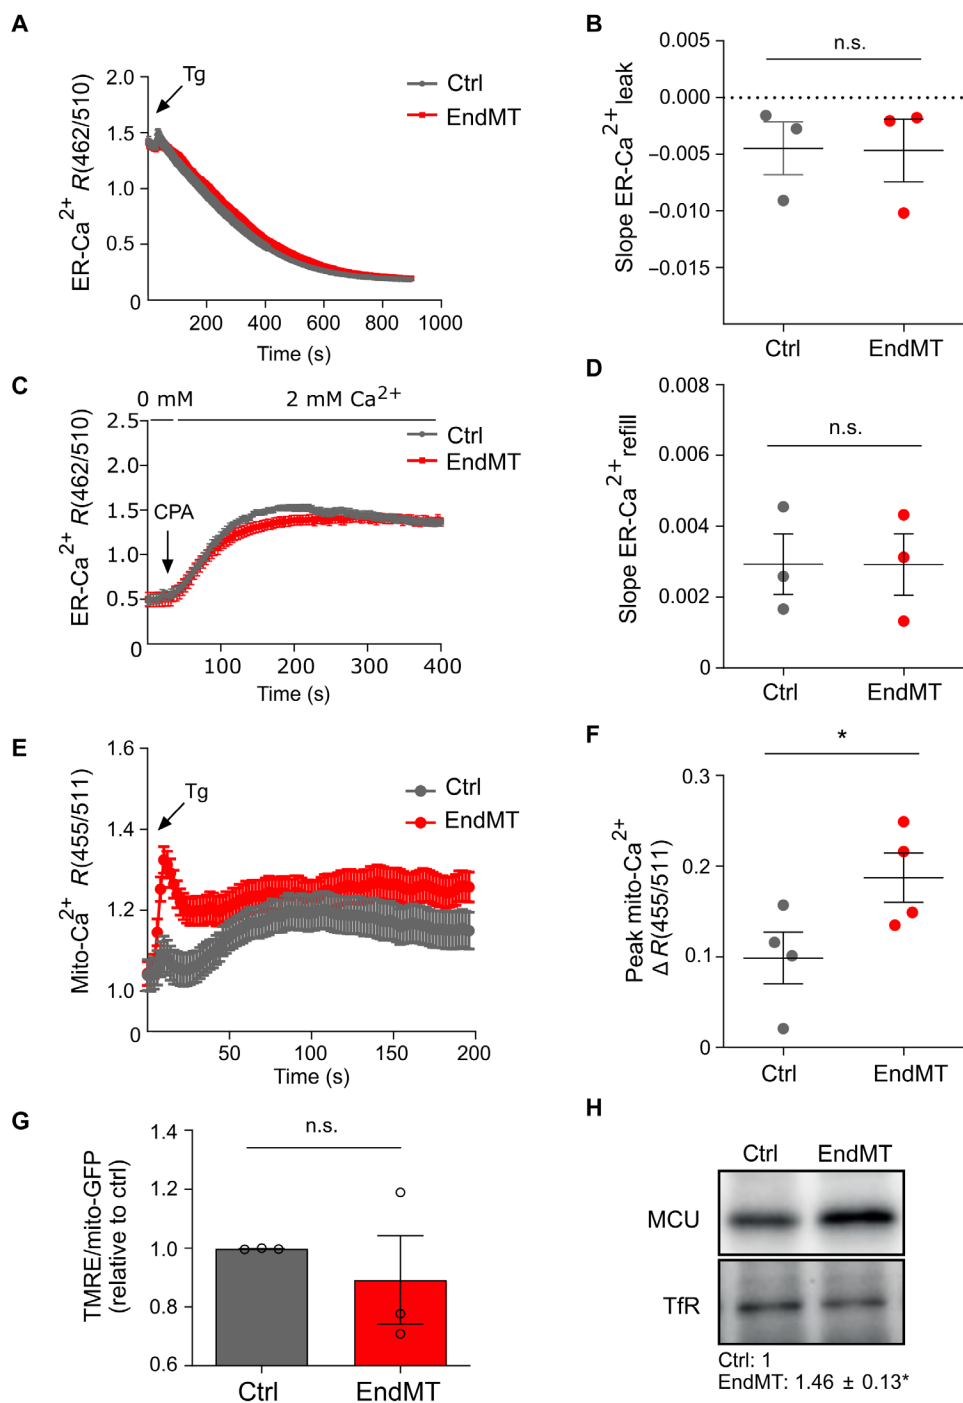 A
ER-Ca2+ R(462/510)
2.0
1.5
1.0
0.5
0
Tg
Ctrl
EndMT
200 400 600 800 1000
Time (s)
B
Slope ER-Ca2+ leak
0.005
0.000
−0.005
−0.010
−0.015
n.s.
Ctrl EndMT
C
0 mM 2 mM Ca2+
ER-Ca2+ R(462/510)
2.5
2.0
1.5
1.0
0.5
0
CPA
Ctrl
EndMT
100 200 300 400
Time (s)
D
Slope ER-Ca2+ refill
0.008
0.006
0.004
0.002
0
n.s.
Ctrl EndMT
E
Mito-Ca2+ R(455/511)
1.6
1.4
1.2
1.0
0
Tg
Ctrl
EndMT
50 100 150 200
Time (s)
F
Peak mito-Ca2+
Δ R(455/511)
0.3
0.2
0.1
0
*
Ctrl EndMT
G
TMRE/mito-GFP
(relative to ctrl)
1.4
1.2
1.0
0.8
0.6
n.s.
Ctrl EndMT
H
Ctrl EndMT
MCU
TfR
Ctrl: 1
EndMT: 1.46 ± 0.13*